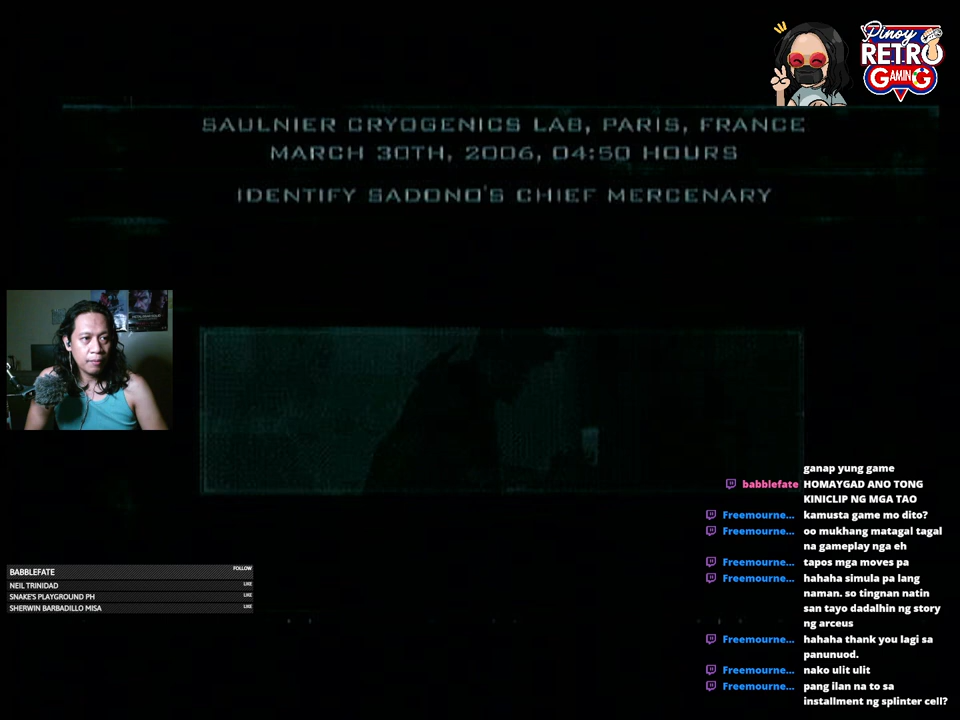 Pinoy
RETRO
GAMING
SAULNIER CRYOGENICS LAB, PARIS, FRANCE
MARCH 30TH, 2006, 04:50 HOURS
IDENTIFY SADONO'S CHIEF MERCENARY
ganap yung game
babblefate HOMAYGAD ANO TONG
KINICLIP NG MGA TAO
Freemourne... kamusta game mo dito?
Freemourne... oo mukhang matagal tagal
na gameplay nga eh
Freemourne... tapos mga moves pa
Freemourne... hahaha simula pa lang
naman. so tingnan natin
san tayo dadalhin ng story
ng arceus
Freemourne... hahaha thank you lagi sa
panunuod.
Freemourne... nako ulit ulit
Freemourne... pang ilan na to sa
installment ng splinter cell?
BABBLEFATE FOLLOW
NEIL TRINIDAD LIKE
SNAKE'S PLAYGROUND PH LIKE
SHERWIN BARBADILLO MISA LIKE